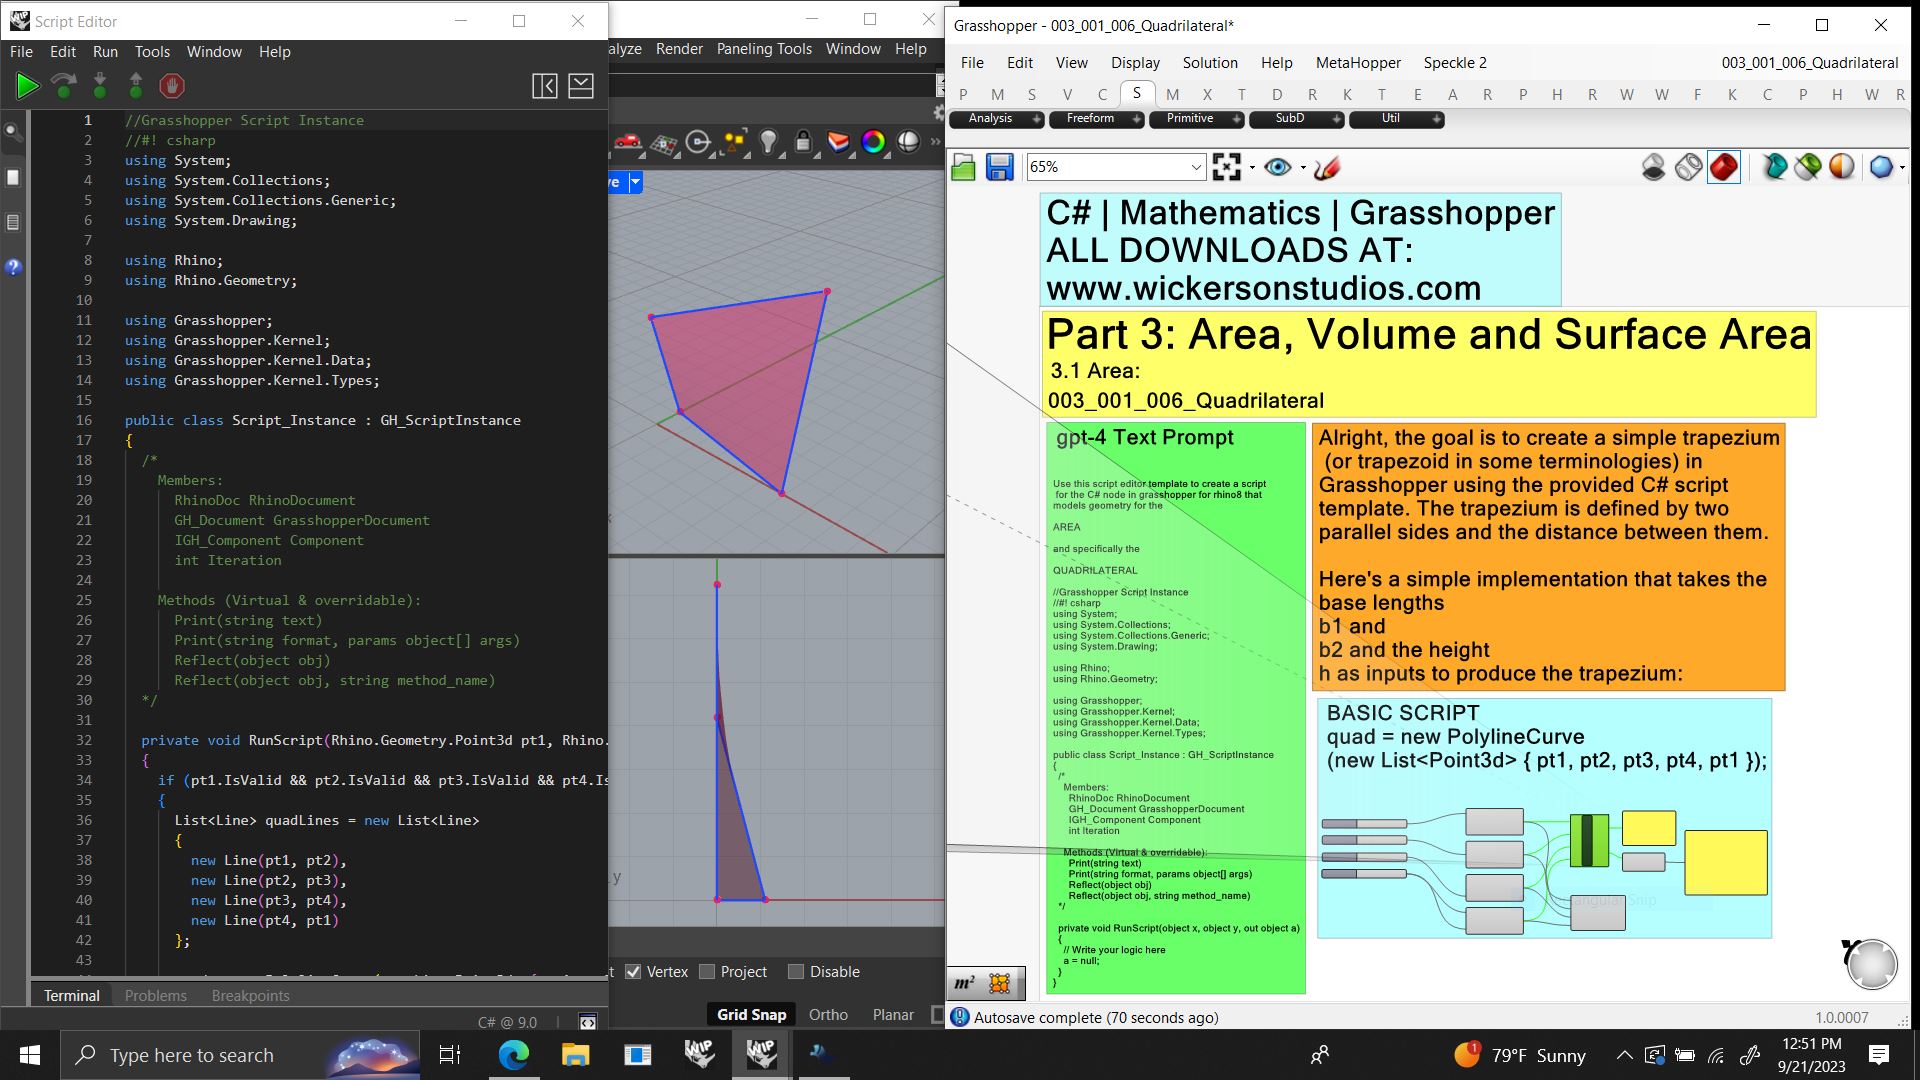 Script Editor
File Edit Run Tools Window Help
1 //Grasshopper Script Instance
2 //#! csharp
3 using System;
4 using System.Collections;
5 using System.Collections.Generic;
6 using System.Drawing;
7
8 using Rhino;
9 using Rhino.Geometry;
10
11 using Grasshopper;
12 using Grasshopper.Kernel;
13 using Grasshopper.Kernel.Data;
14 using Grasshopper.Kernel.Types;
15
16 public class Script_Instance : GH_ScriptInstance
17 {
18 /*
19 Members:
20 RhinoDoc RhinoDocument
21 GH_Document GrasshopperDocument
22 IGH_Component Component
23 int Iteration
24
25 Methods (Virtual & overridable):
26 Print(string text)
27 Print(string format, params object[] args)
28 Reflect(object obj)
29 Reflect(object obj, string method_name)
30 */
31
32 private void RunScript(Rhino.Geometry.Point3d pt1, Rhino.
33 {
34 if (pt1.IsValid && pt2.IsValid && pt3.IsValid && pt4.Is
35 {
36 List<Line> quadLines = new List<Line>
37 {
38 new Line(pt1, pt2),
39 new Line(pt2, pt3),
40 new Line(pt3, pt4),
41 new Line(pt4, pt1)
42 };
43
Terminal Problems Breakpoints
C# @ 9.0
alyze Render Paneling Tools Window Help
ve
x
y
t Vertex Project Disable
Grid Snap Ortho Planar
Grasshopper - 003_001_006_Quadrilateral*
File Edit View Display Solution Help MetaHopper Speckle 2 003_001_006_Quadrilateral
P M S V C S M X T D R K T E A R P H R W W F K C P H W R
Analysis Freeform Primitive SubD Util
65%
C# | Mathematics | Grasshopper
ALL DOWNLOADS AT:
www.wickersonstudios.com
Part 3: Area, Volume and Surface Area
3.1 Area:
003_001_006_Quadrilateral
gpt-4 Text Prompt
Use this script editor template to create a script
for the C# node in grasshopper for rhino8 that
models geometry for the
AREA
and specifically the
QUADRILATERAL
//Grasshopper Script Instance
//#! csharp
using System;
using System.Collections;
using System.Collections.Generic;
using System.Drawing;
using Rhino;
using Rhino.Geometry;
using Grasshopper;
using Grasshopper.Kernel;
using Grasshopper.Kernel.Data;
using Grasshopper.Kernel.Types;
public class Script_Instance : GH_ScriptInstance
{
/*
Members:
RhinoDoc RhinoDocument
GH_Document GrasshopperDocument
IGH_Component Component
int Iteration
Methods (Virtual & overridable):
Print(string text)
Print(string format, params object[] args)
Reflect(object obj)
Reflect(object obj, string method_name)
*/
private void RunScript(object x, object y, out object a)
{
// Write your logic here
a = null;
}
}
Alright, the goal is to create a simple trapezium
(or trapezoid in some terminologies) in
Grasshopper using the provided C# script
template. The trapezium is defined by two
parallel sides and the distance between them.
Here's a simple implementation that takes the
base lengths
b1 and
b2 and the height
h as inputs to produce the trapezium:
BASIC SCRIPT
quad = new PolylineCurve
(new List<Point3d> { pt1, pt2, pt3, pt4, pt1 });
m²
Autosave complete (70 seconds ago)
1.0.0007
Type here to search
WIP
WIP
1
79°F Sunny
12:51 PM
9/21/2023